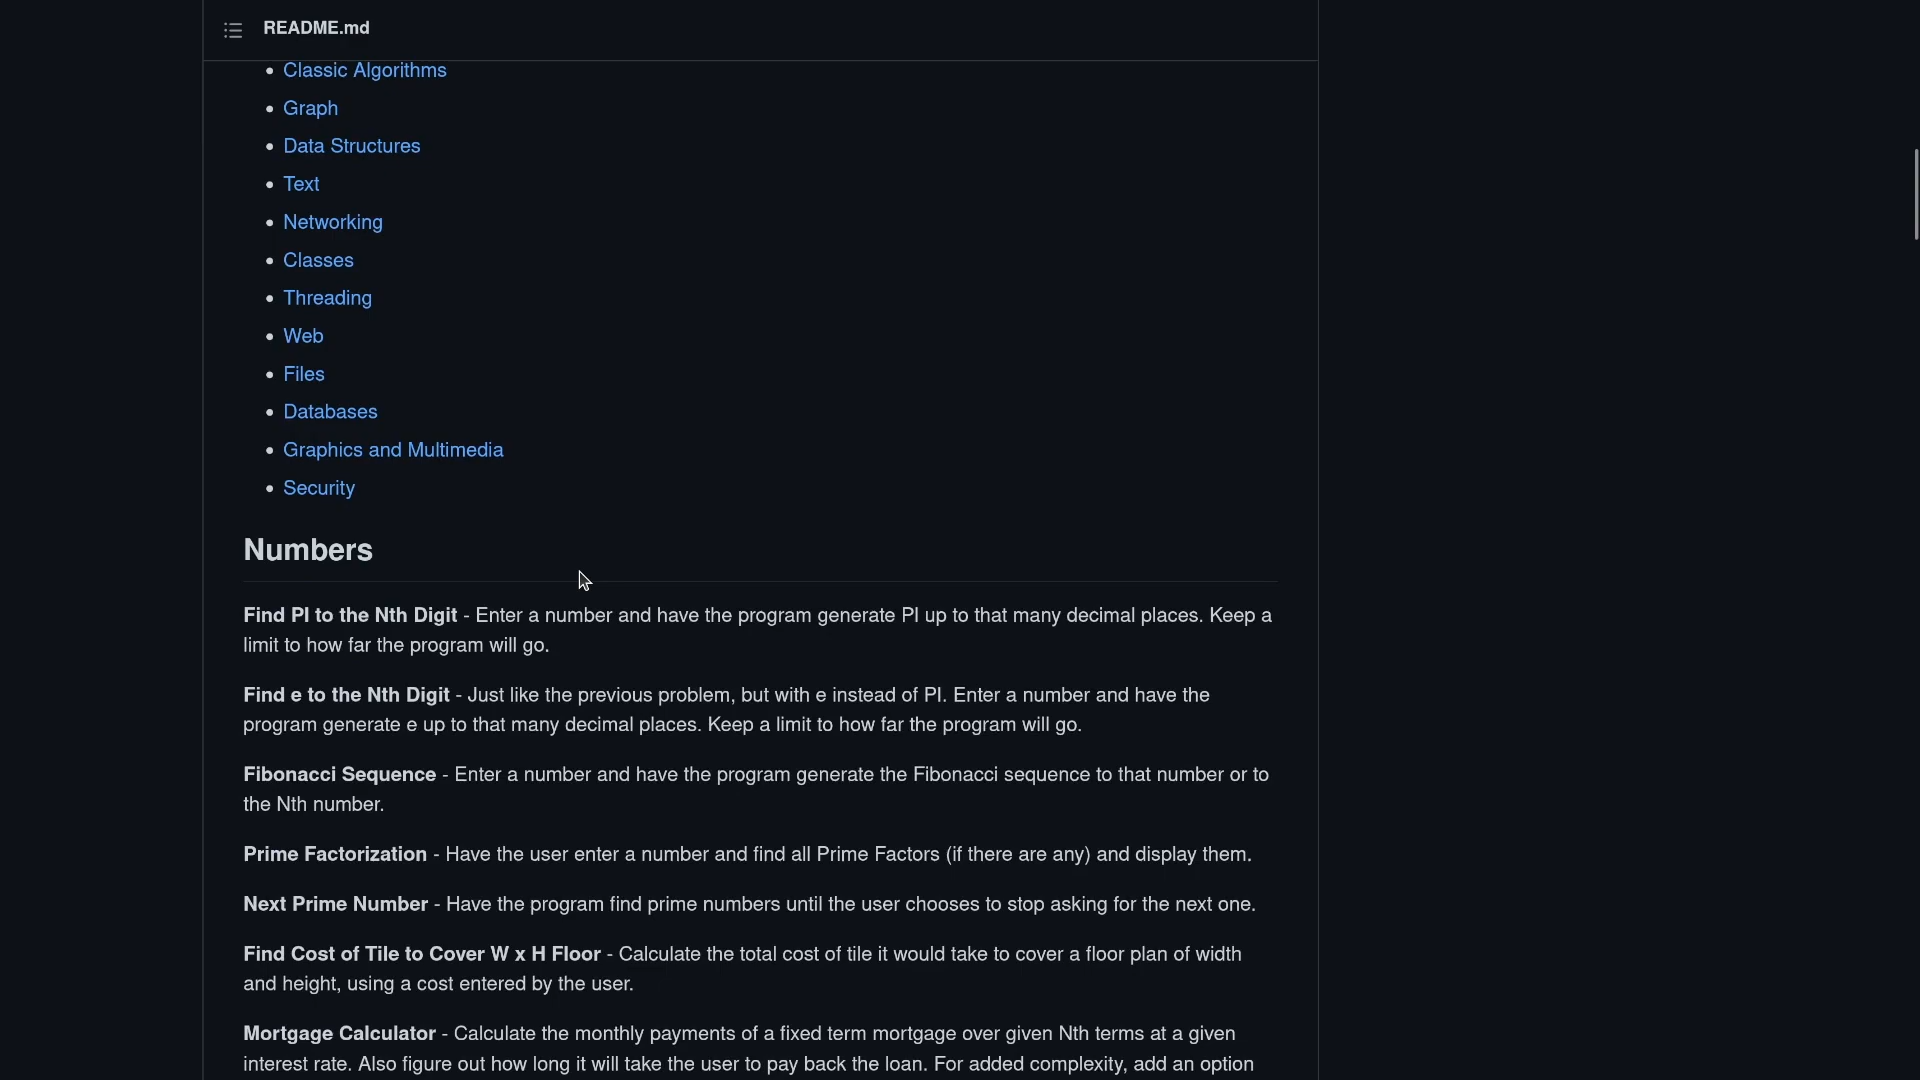 README.md
Classic Algorithms
Graph
Data Structures
Text
Networking
Classes
Threading
Web
Files
Databases
Graphics and Multimedia
Security
Numbers
Find PI to the Nth Digit - Enter a number and have the program generate PI up to that many decimal places. Keep a
limit to how far the program will go.
Find e to the Nth Digit - Just like the previous problem, but with e instead of PI. Enter a number and have the
program generate e up to that many decimal places. Keep a limit to how far the program will go.
Fibonacci Sequence - Enter a number and have the program generate the Fibonacci sequence to that number or to
the Nth number.
Prime Factorization - Have the user enter a number and find all Prime Factors (if there are any) and display them.
Next Prime Number - Have the program find prime numbers until the user chooses to stop asking for the next one.
Find Cost of Tile to Cover W x H Floor - Calculate the total cost of tile it would take to cover a floor plan of width
and height, using a cost entered by the user.
Mortgage Calculator - Calculate the monthly payments of a fixed term mortgage over given Nth terms at a given
interest rate. Also figure out how long it will take the user to pay back the loan. For added complexity, add an option